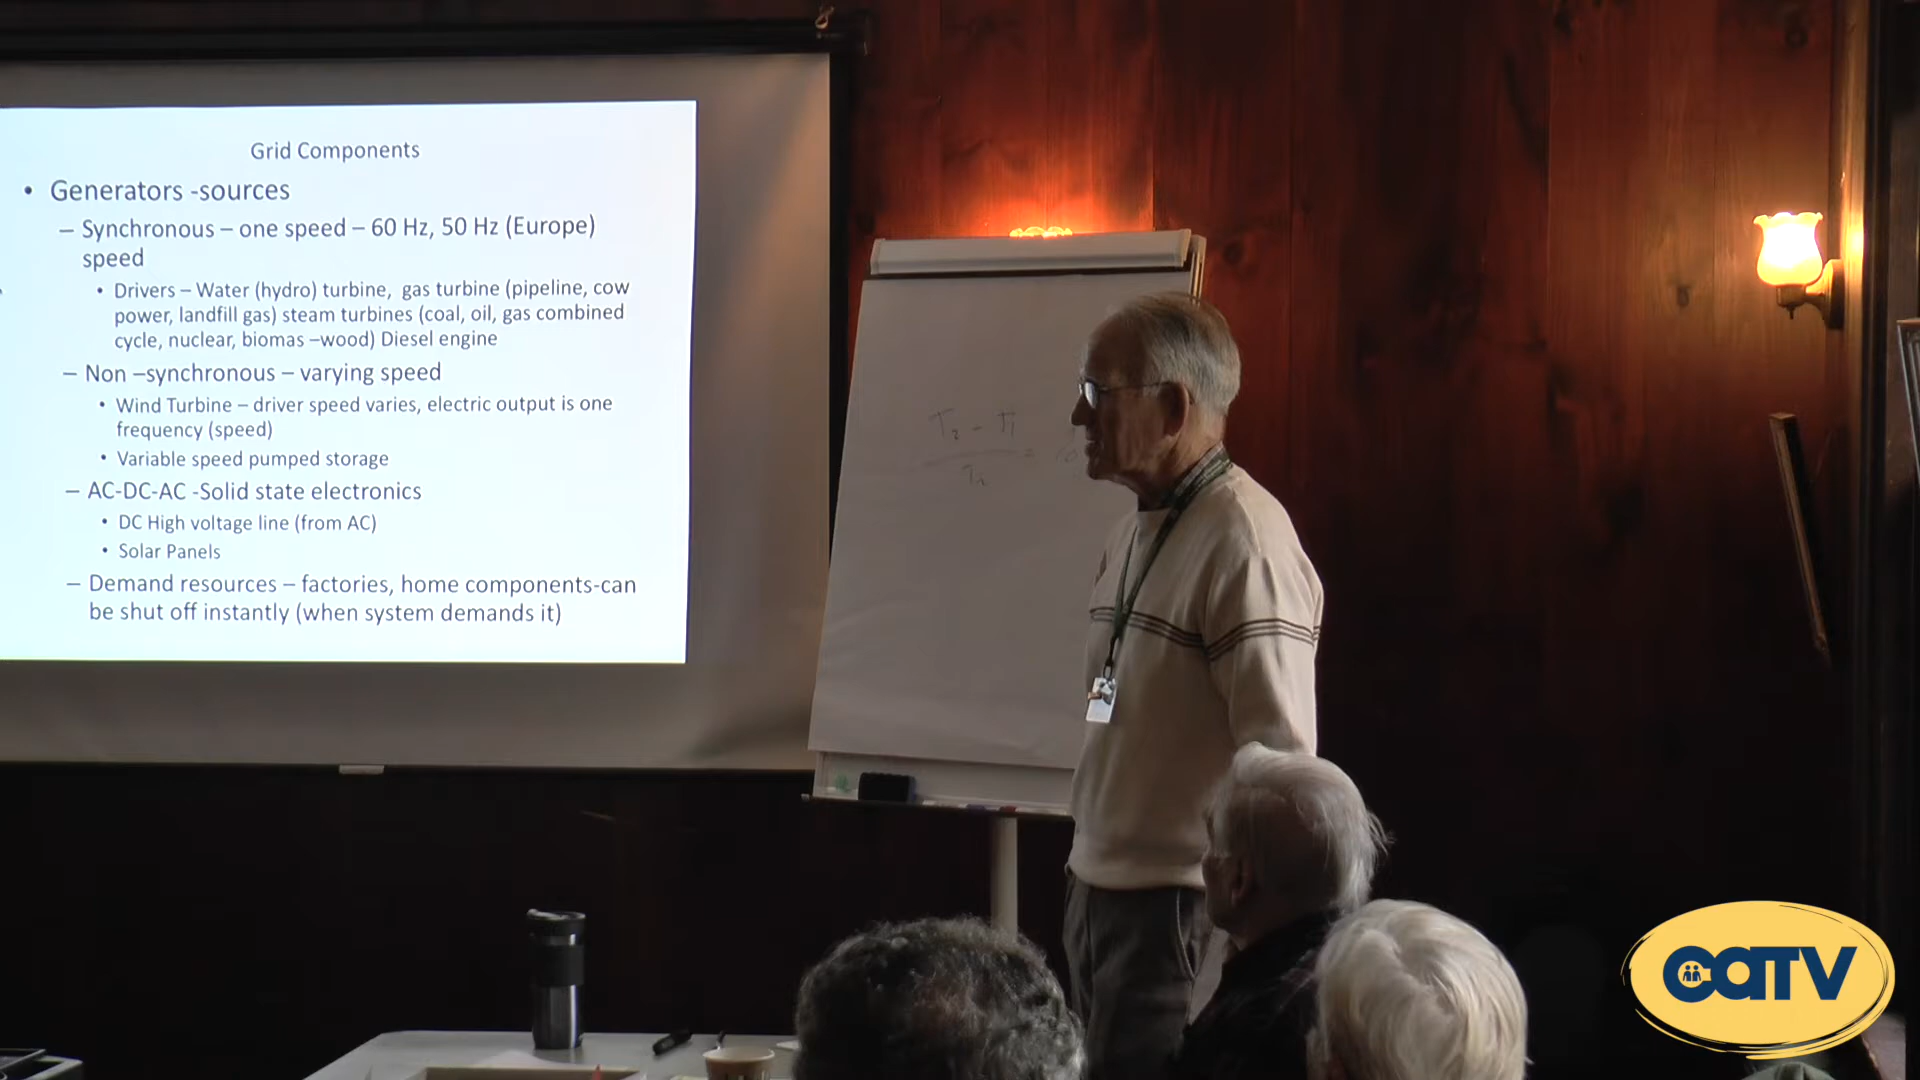 Grid Components
• Generators -sources
– Synchronous – one speed – 60 Hz, 50 Hz (Europe)
speed
• Drivers – Water (hydro) turbine, gas turbine (pipeline, cow
power, landfill gas) steam turbines (coal, oil, gas combined
cycle, nuclear, biomas –wood) Diesel engine
– Non –synchronous – varying speed
• Wind Turbine – driver speed varies, electric output is one
frequency (speed)
• Variable speed pumped storage
– AC-DC-AC -Solid state electronics
• DC High voltage line (from AC)
• Solar Panels
– Demand resources – factories, home components-can
be shut off instantly (when system demands it)
T2 - T1
CATV